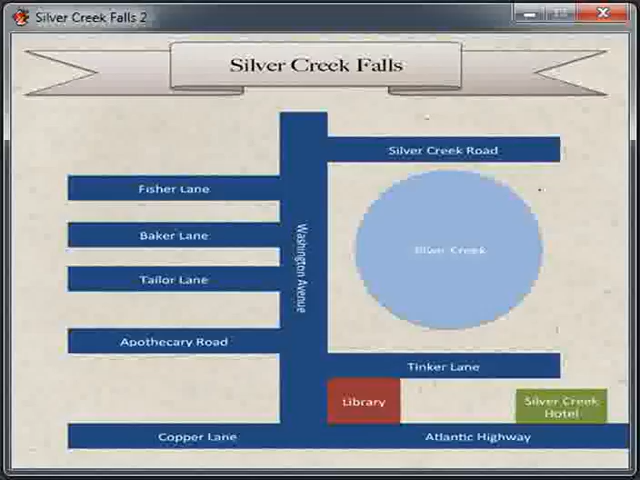 Silver Creek Falls 2
Silver Creek Falls
Silver Creek Road
Fisher Lane
Baker Lane
Washington Avenue
Silver Creek
Tailor Lane
Apothecary Road
Tinker Lane
Library
Silver Creek
Hotel
Copper Lane
Atlantic Highway